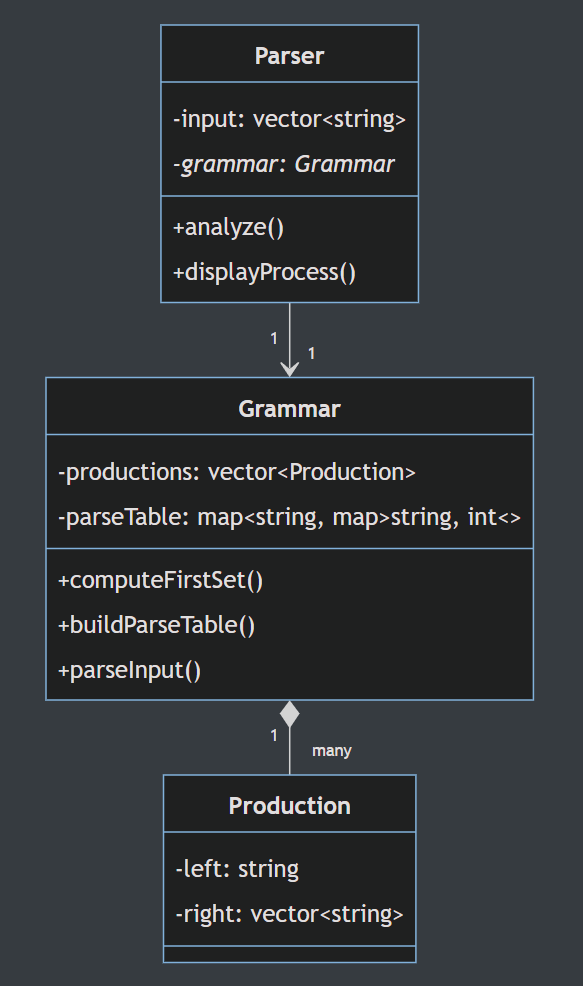 Parser
-input: vector<string>
-grammar: Grammar
+analyze()
+displayProcess()
1
1
Grammar
-productions: vector<Production>
-parseTable: map<string, map>string, int<>
+computeFirstSet()
+buildParseTable()
+parseInput()
1
many
Production
-left: string
-right: vector<string>